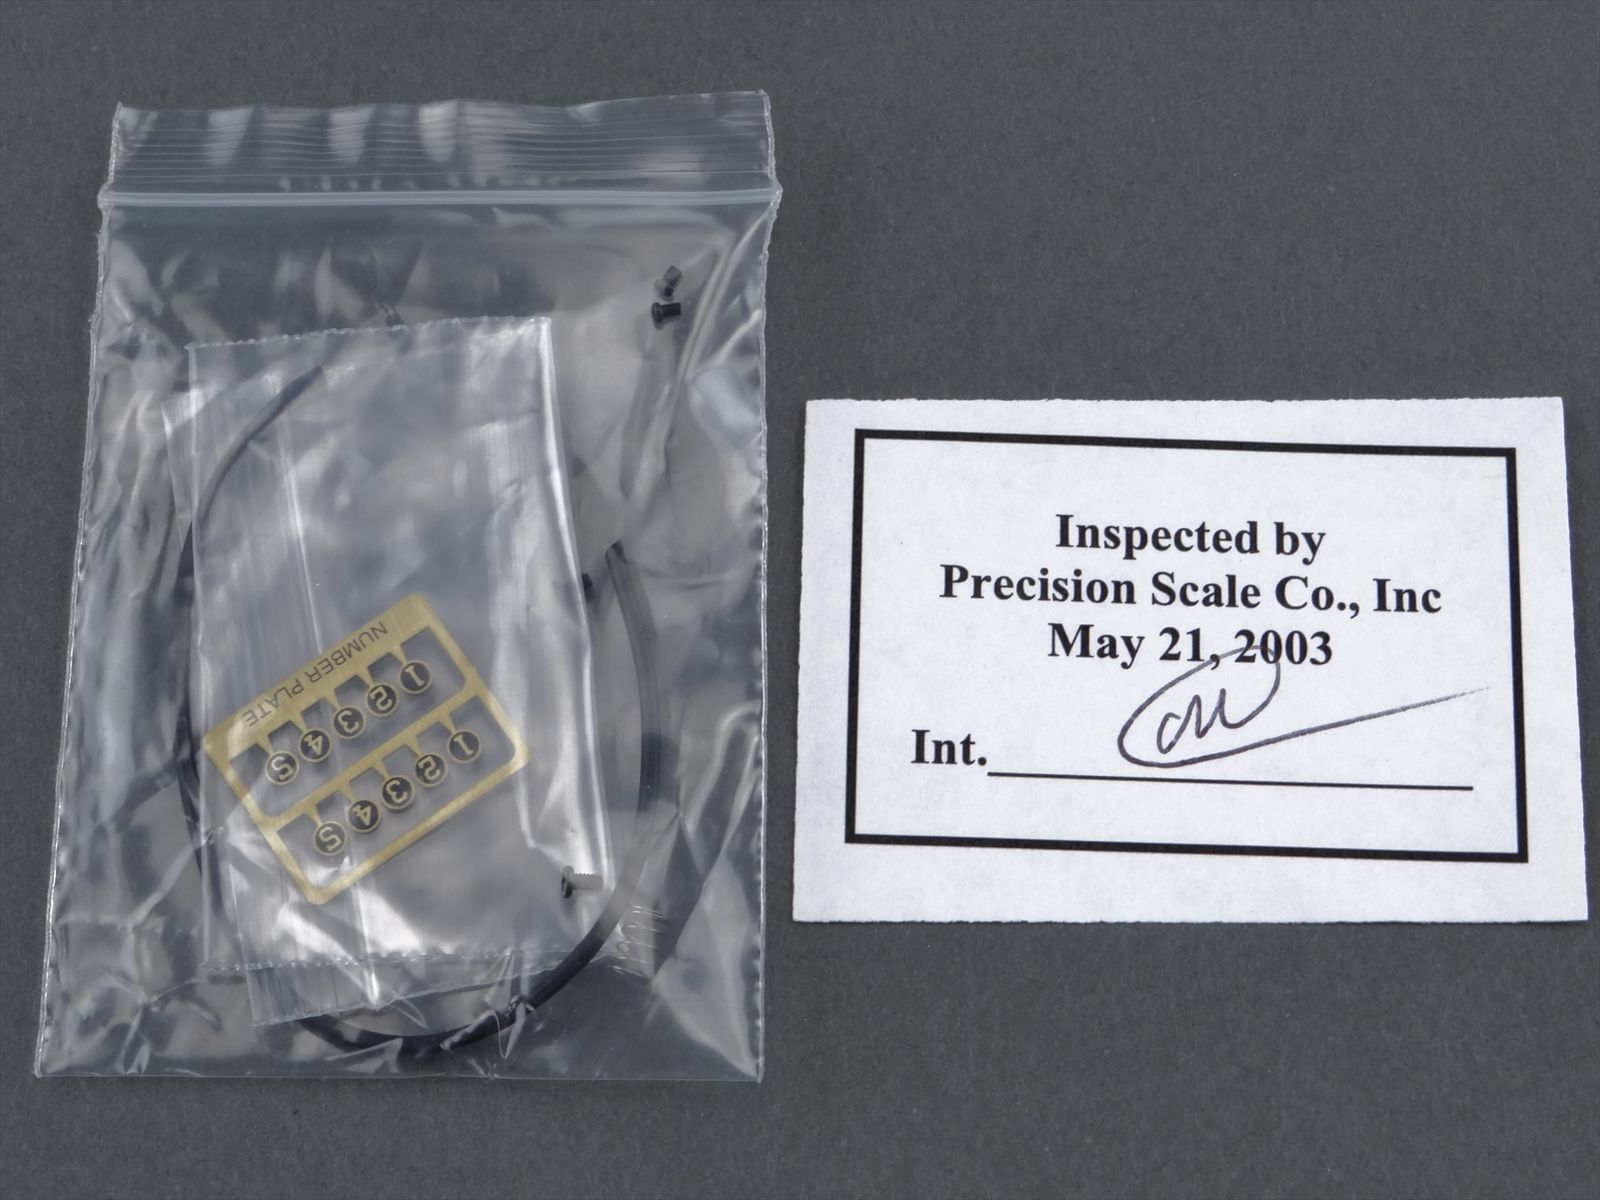 NUMBER PLATE
1 2 3 4 5
1 2 3 4 5
Inspected by
Precision Scale Co., Inc
May 21, 2003
Int.